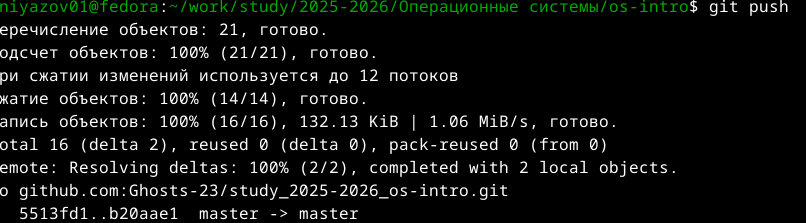 niyazov01@fedora:~/work/study/2025-2026/Операционные системы/os-intro$ git push
еречисление объектов: 21, готово.
одсчет объектов: 100% (21/21), готово.
ри сжатии изменений используется до 12 потоков
жатие объектов: 100% (14/14), готово.
апись объектов: 100% (16/16), 132.13 KiB | 1.06 MiB/s, готово.
otal 16 (delta 2), reused 0 (delta 0), pack-reused 0 (from 0)
emote: Resolving deltas: 100% (2/2), completed with 2 local objects.
o github.com:Ghosts-23/study_2025-2026_os-intro.git
5513fd1..b20aae1  master -> master